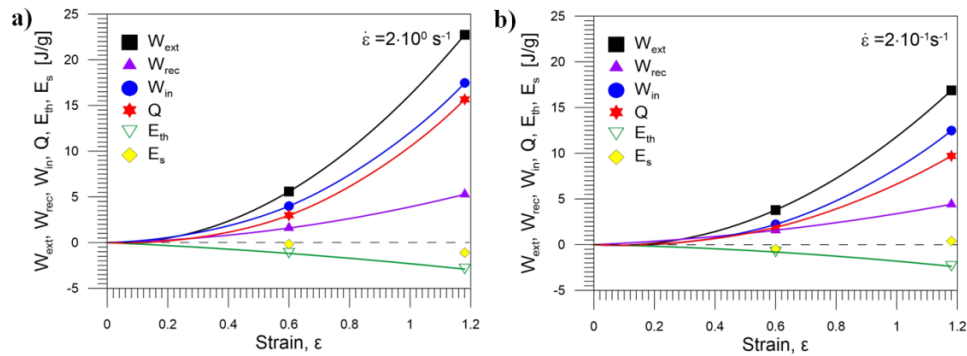 a)
ε̇ =2·10⁰ s⁻¹
W_ext, W_rec, W_in, Q, E_th, E_s [J/g]
25
20
15
10
5
0
-5
W_ext
W_rec
W_in
Q
E_th
E_s
0 0.2 0.4 0.6 0.8 1 1.2
Strain, ε
b)
ε̇ =2·10⁻¹s⁻¹
W_ext, W_rec, W_in, Q, E_th, E_s [J/g]
25
20
15
10
5
0
-5
W_ext
W_rec
W_in
Q
E_th
E_s
0 0.2 0.4 0.6 0.8 1 1.2
Strain, ε